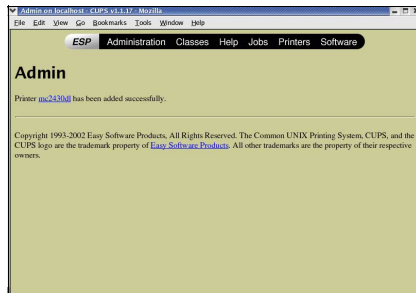 Admin on localhost - CUPS v1.1.17 - Mozilla
File Edit View Go Bookmarks Tools Window Help
ESP Administration Classes Help Jobs Printers Software
Admin
Printer mc2430dl has been added successfully.
Copyright 1993-2002 Easy Software Products, All Rights Reserved. The Common UNIX Printing System, CUPS, and the
CUPS logo are the trademark property of Easy Software Products. All other trademarks are the property of their respective
owners.